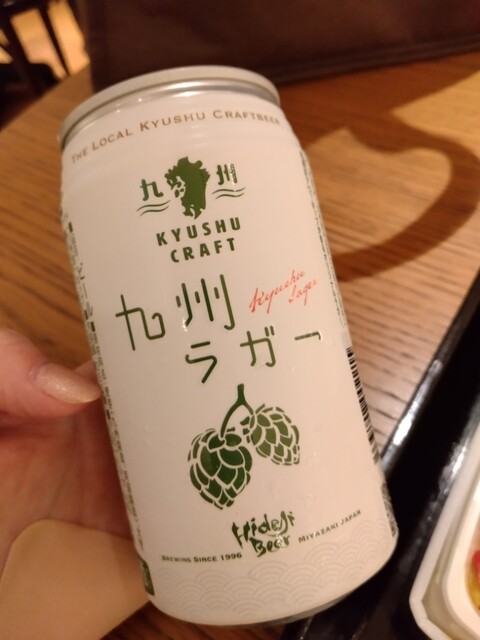 THE LOCAL KYUSHU CRAFTBEER
九州
KYUSHU
CRAFT
九州
Kyushu
Lager
ラガー
Hideji
Beer
BREWING SINCE 1996
MIYAZAKI JAPAN